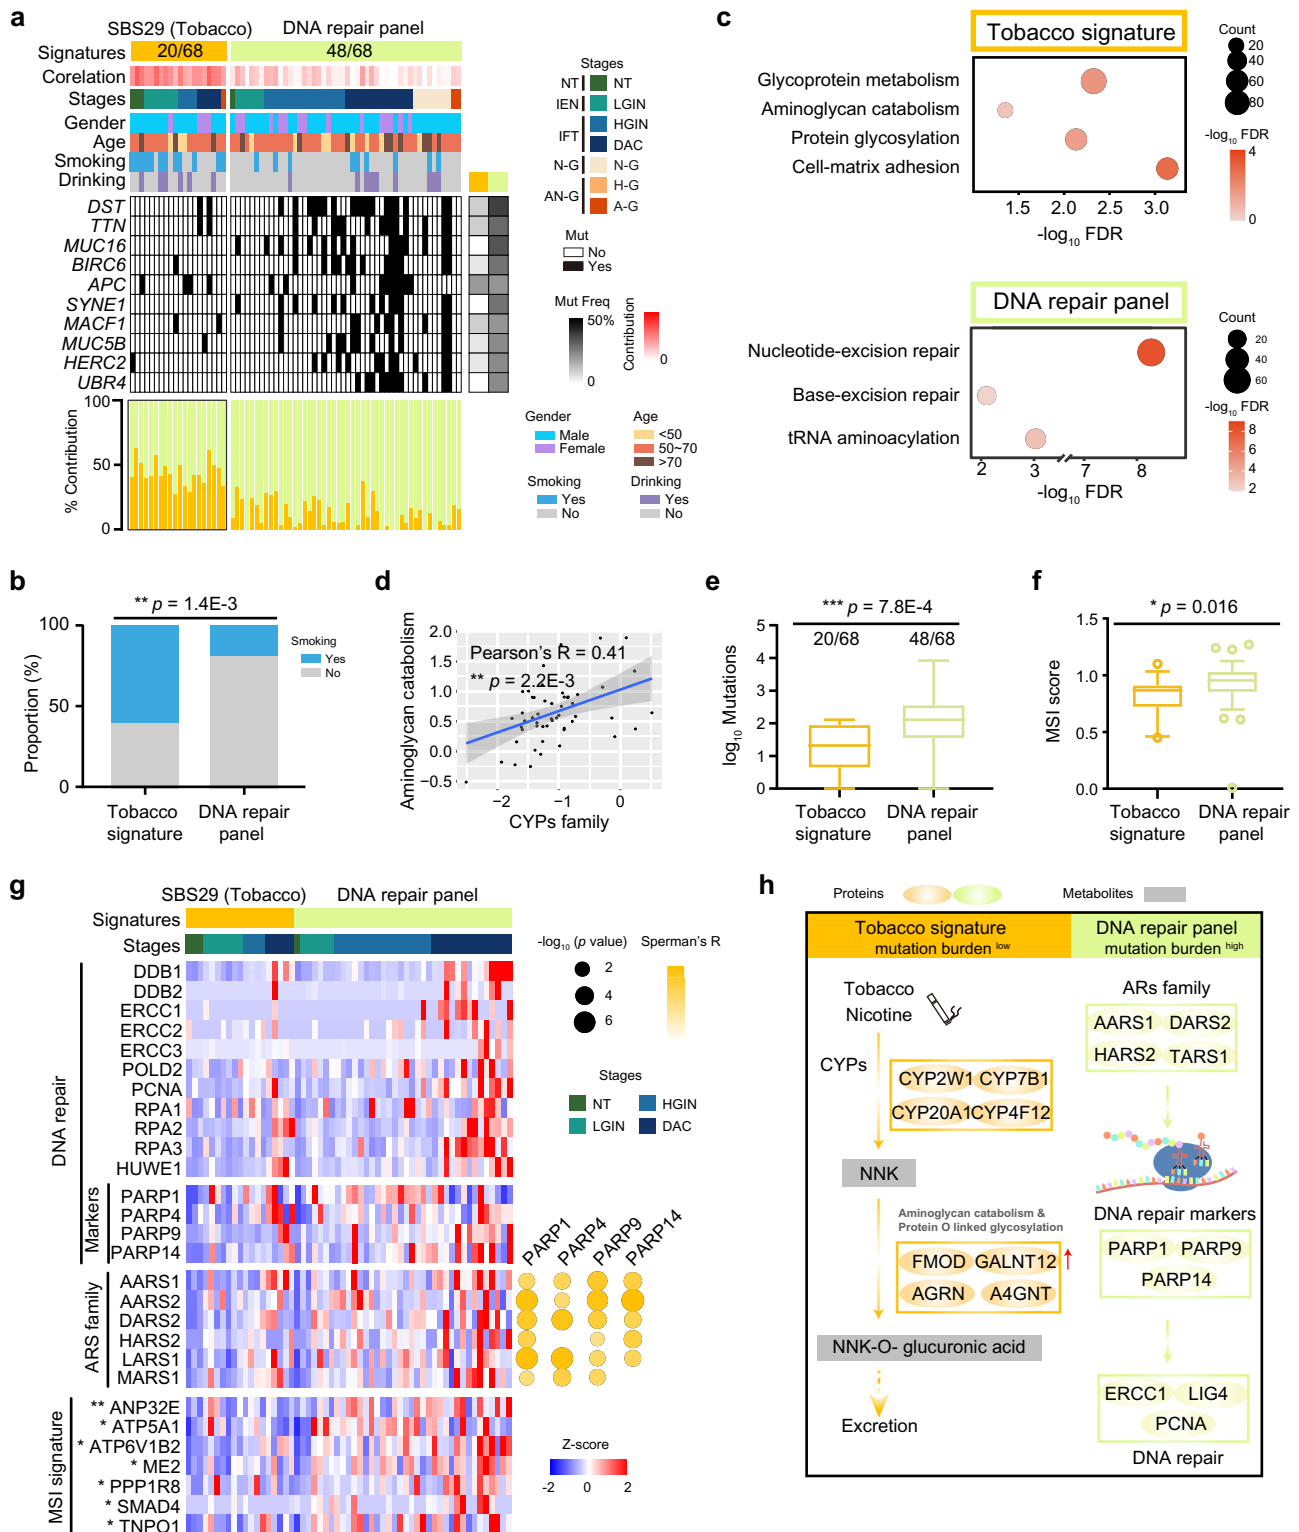 a
SBS29 (Tobacco)
DNA repair panel
Signatures
20/68
48/68
Corelation
Stages
Gender
Age
Smoking
Drinking
DST
TTN
MUC16
BIRC6
APC
SYNE1
MACF1
MUC5B
HERC2
UBR4
% Contribution
100
50
0
Stages
NT
NT
IEN
LGIN
IFT
HGIN
DAC
N-G
N-G
AN-G
H-G
A-G
Mut
No
Yes
Mut Freq
50%
0
Contribution
0
Gender
Male
Female
Age
<50
50~70
>70
Smoking
Yes
No
Drinking
Yes
No
c
Tobacco signature
Glycoprotein metabolism
Aminoglycan catabolism
Protein glycosylation
Cell-matrix adhesion
1.5 2.0 2.5 3.0
-log10 FDR
Count
20
40
60
80
-log10 FDR
4
0
DNA repair panel
Nucleotide-excision repair
Base-excision repair
tRNA aminoacylation
2 3 7 8
-log10 FDR
Count
20
40
60
-log10 FDR
8
6
4
2
b
** p = 1.4E-3
Proportion (%)
100
50
0
Smoking
Yes
No
Tobacco signature
DNA repair panel
d
Aminoglycan catabolism
2.0
1.5
1.0
0.5
0.0
−0.5
Pearson's R = 0.41
** p = 2.2E-3
−2 −1 0
CYPs family
e
*** p = 7.8E-4
20/68 48/68
log10 Mutations
5
4
3
2
1
0
Tobacco signature
DNA repair panel
f
* p = 0.016
MSI score
1.5
1.0
0.5
0.0
Tobacco signature
DNA repair panel
g
SBS29 (Tobacco)
DNA repair panel
Signatures
Stages
DNA repair
DDB1
DDB2
ERCC1
ERCC2
ERCC3
POLD2
PCNA
RPA1
RPA2
RPA3
HUWE1
Markers
PARP1
PARP4
PARP9
PARP14
ARS family
AARS1
AARS2
DARS2
HARS2
LARS1
MARS1
MSI signature
** ANP32E
* ATP5A1
* ATP6V1B2
* ME2
* PPP1R8
* SMAD4
* TNPO1
-log10 (p value)
2
4
6
Sperman's R
Stages
NT
HGIN
LGIN
DAC
PARP1
PARP4
PARP9
PARP14
Z-score
-2 0 2
h
Proteins
Metabolites
Tobacco signature
mutation burden low
DNA repair panel
mutation burden high
Tobacco
Nicotine
CYPs
CYP2W1 CYP7B1
CYP20A1 CYP4F12
NNK
Aminoglycan catabolism &
Protein O linked glycosylation
FMOD GALNT12
AGRN A4GNT
NNK-O- glucuronic acid
Excretion
ARs family
AARS1 DARS2
HARS2 TARS1
DNA repair markers
PARP1 PARP9
PARP14
ERCC1 LIG4
PCNA
DNA repair